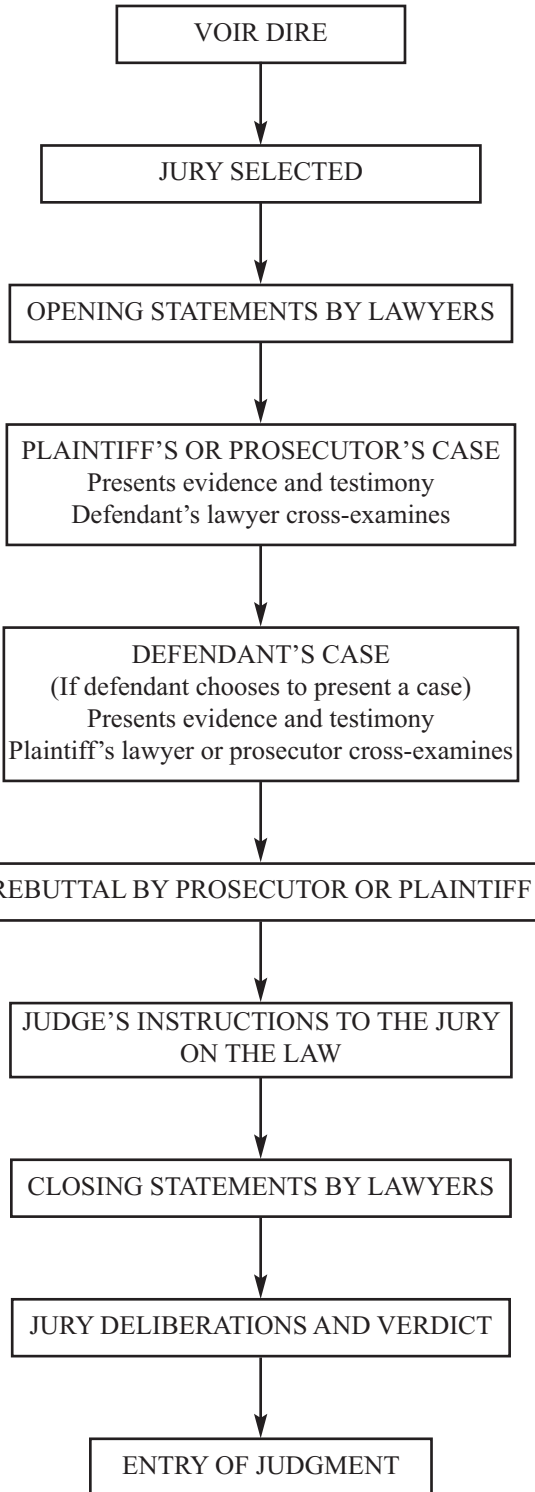 VOIR DIRE
JURY SELECTED
OPENING STATEMENTS BY LAWYERS
PLAINTIFF’S OR PROSECUTOR’S CASE
Presents evidence and testimony
Defendant’s lawyer cross-examines
DEFENDANT’S CASE
(If defendant chooses to present a case)
Presents evidence and testimony
Plaintiff’s lawyer or prosecutor cross-examines
REBUTTAL BY PROSECUTOR OR PLAINTIFF
JUDGE’S INSTRUCTIONS TO THE JURY
ON THE LAW
CLOSING STATEMENTS BY LAWYERS
JURY DELIBERATIONS AND VERDICT
ENTRY OF JUDGMENT